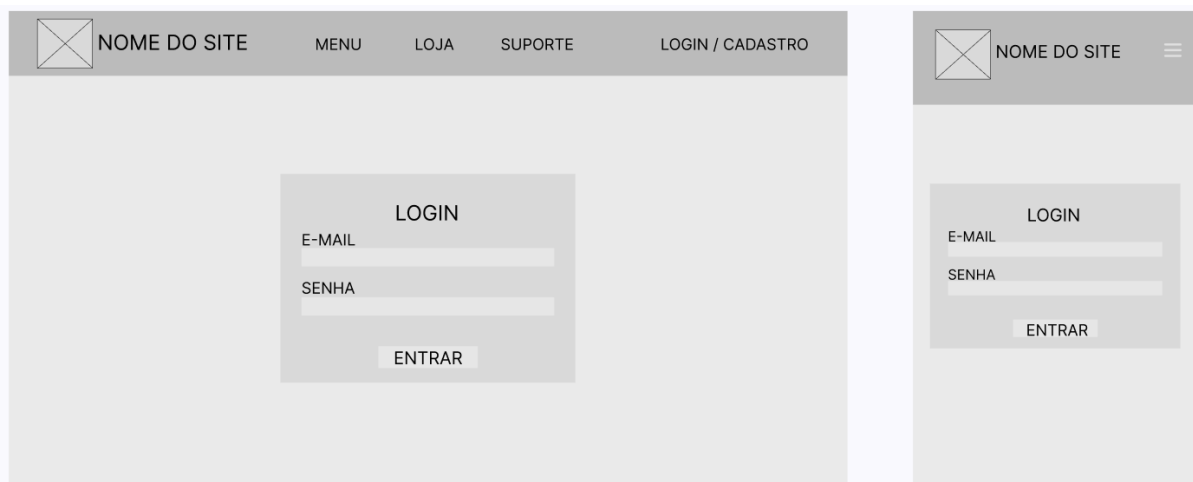 NOME DO SITE MENU LOJA SUPORTE LOGIN / CADASTRO
LOGIN
E-MAIL
SENHA
ENTRAR
NOME DO SITE
LOGIN
E-MAIL
SENHA
ENTRAR